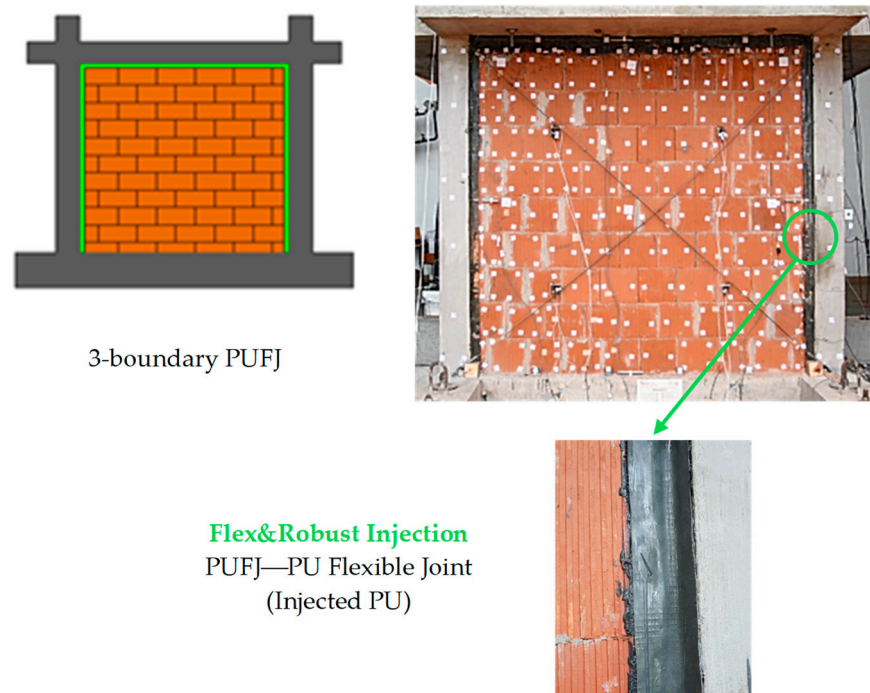 3-boundary PUFJ
Flex&Robust Injection
PUFJ—PU Flexible Joint
(Injected PU)